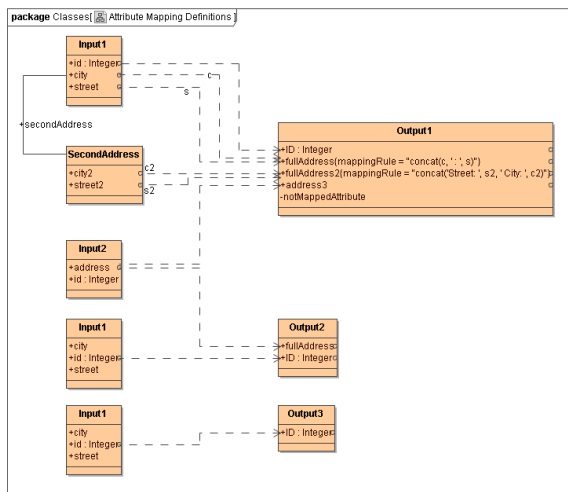 package Classes[ Attribute Mapping Definitions ]
Input1
+id : Integer
+city
+street
c
s
+secondAddress
SecondAddress
+city2
+street2
c2
s2
Output1
+ID : Integer
+fullAddress(mappingRule = "concat(c, ' : ', s)")
+fullAddress2(mappingRule = "concat('Street: ', s2, ' City: ', c2)")
+address3
-notMappedAttribute
Input2
+address
+id : Integer
Input1
+city
+id : Integer
+street
Output2
+fullAddress
+ID : Integer
Input1
+city
+id : Integer
+street
Output3
+ID : Integer